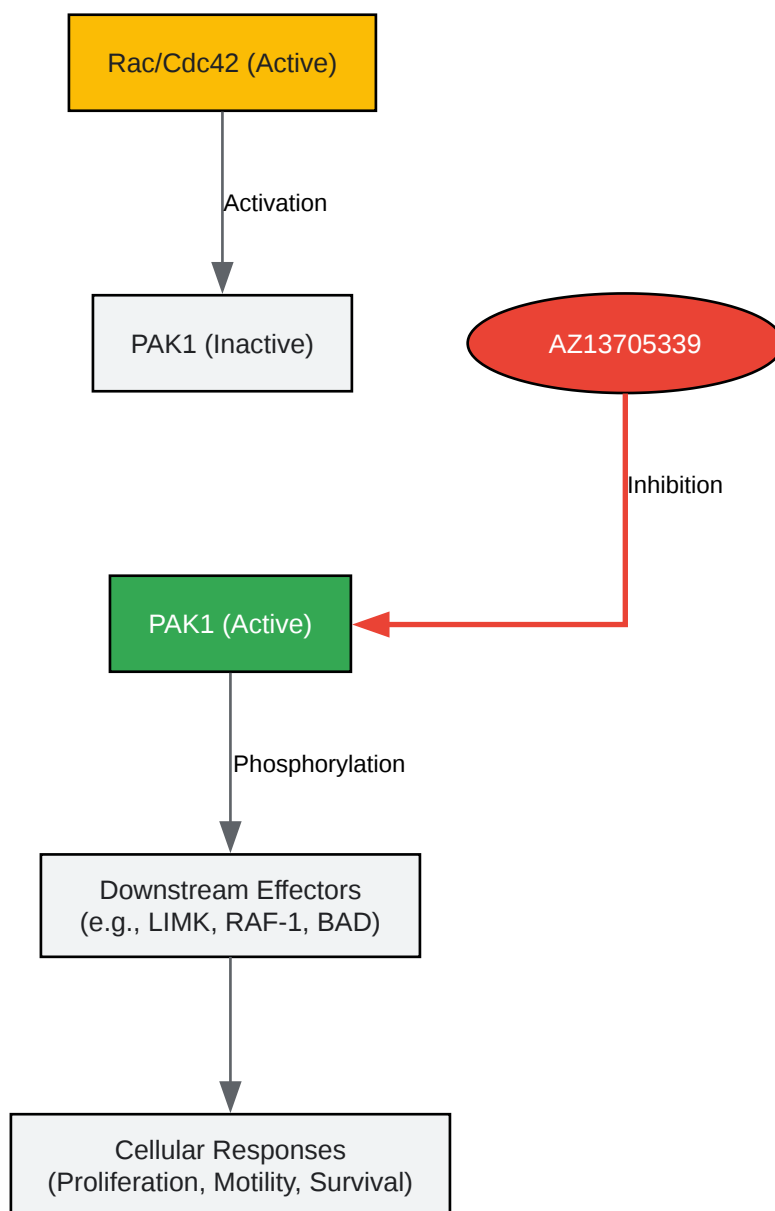 Rac/Cdc42 (Active)
Activation
PAK1 (Inactive)
AZ13705339
Inhibition
PAK1 (Active)
Phosphorylation
Downstream Effectors
(e.g., LIMK, RAF-1, BAD)
Cellular Responses
(Proliferation, Motility, Survival)